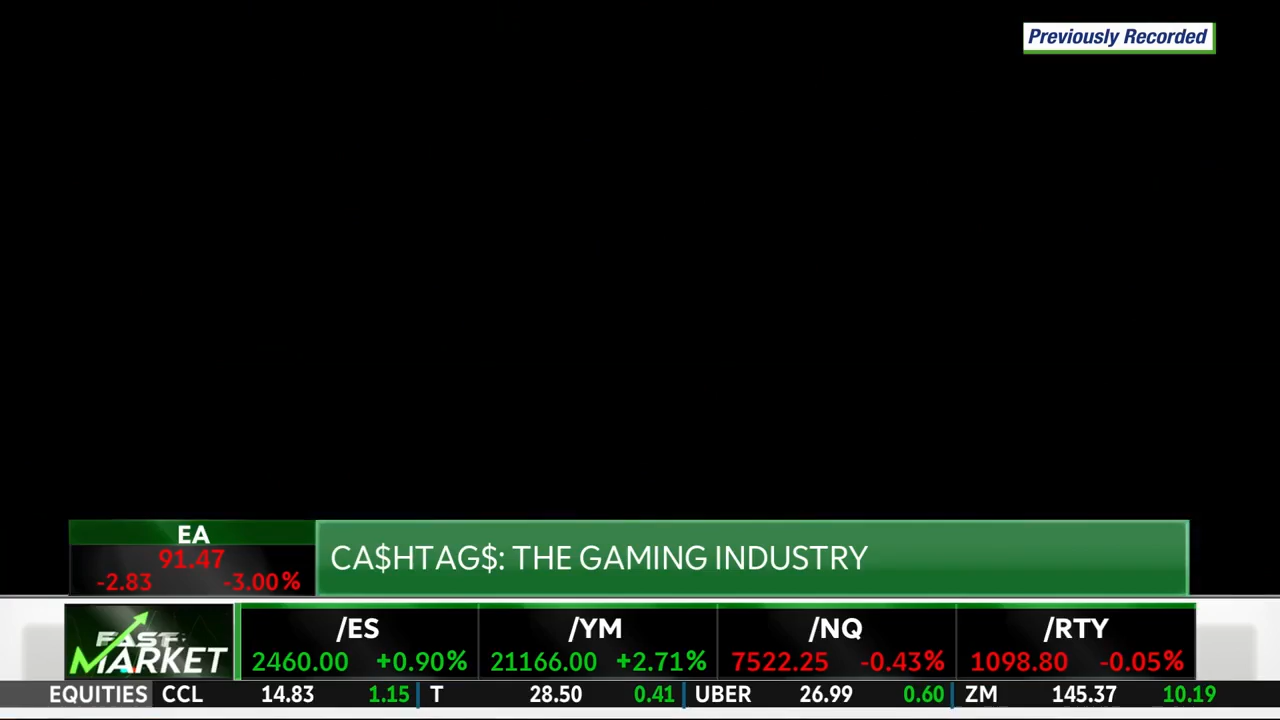 Previously Recorded
EA
91.47
-2.83 -3.00%
CA$HTAG$: THE GAMING INDUSTRY
FAST MARKET
/ES /YM /NQ /RTY
2460.00 +0.90% 21166.00 +2.71% 7522.25 -0.43% 1098.80 -0.05%
EQUITIES CCL 14.83 1.15 T 28.50 0.41 UBER 26.99 0.60 ZM 145.37 10.19